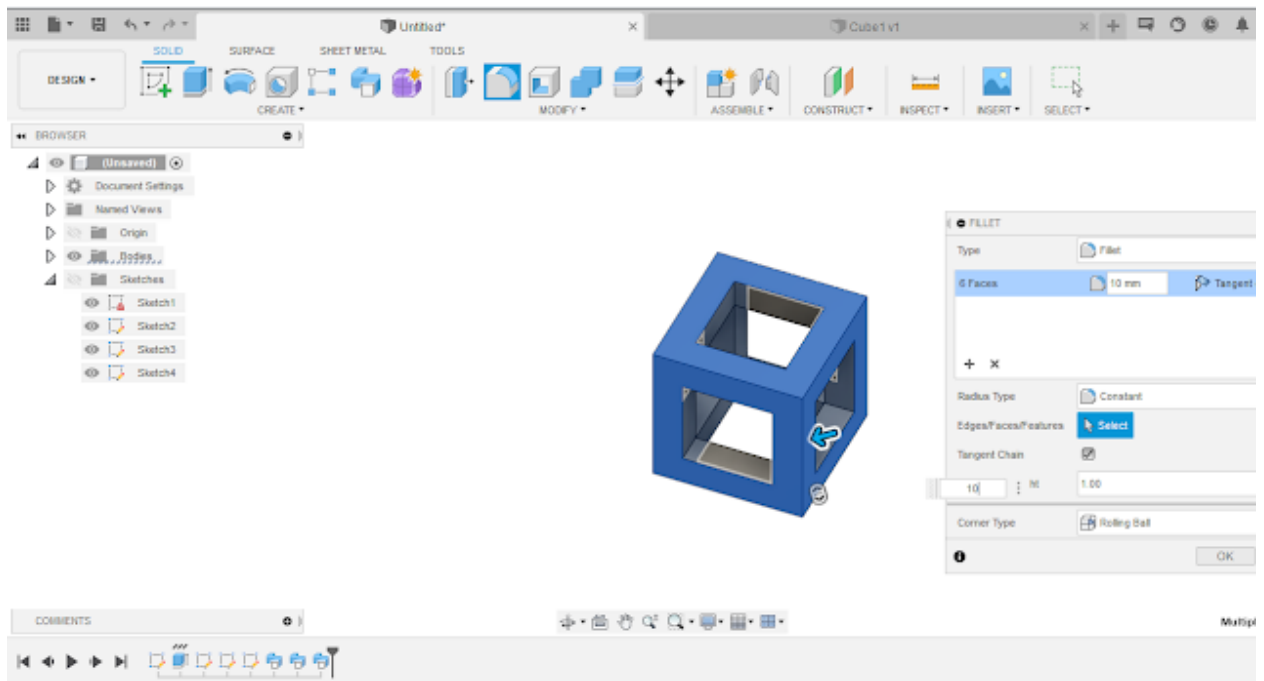 Untitled*
Cube1 v1
SOLID SURFACE SHEET METAL TOOLS
DESIGN
CREATE MODIFY ASSEMBLE CONSTRUCT INSPECT INSERT SELECT
BROWSER
(Unsaved)
Document Settings
Named Views
Origin
Bodies
Sketches
Sketch1
Sketch2
Sketch3
Sketch4
FILLET
Type Fillet
6 Faces 10 mm Tangent
Radius Type Constant
Edges/Faces/Features Select
Tangent Chain
10 ht 1.00
Corner Type Rolling Ball
OK
COMMENTS
Multipl